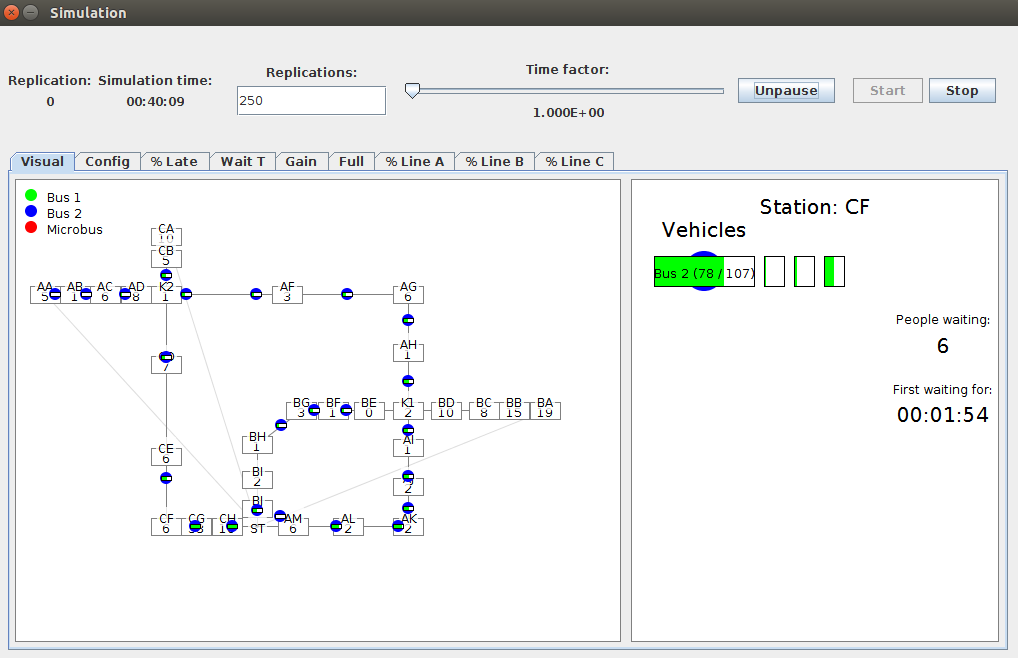 Simulation
Replication: Simulation time: Replications: Time factor:
0 00:40:09 250 1.000E+00 Unpause Start Stop
Visual Config % Late Wait T Gain Full % Line A % Line B % Line C
Bus 1
Bus 2
Microbus
CA
CB
5
AA AB AC AD K2 AF AG
5 1 6 8 1 3 6
AH
1
7
BG BF BE K1 BD BC BB BA
3 1 0 2 10 8 15 19
BH AI
1 1
CE
6
BI
2 2
BJ
CF CG CH ST AM AL AK
6 6 2 2
Station: CF
Vehicles
Bus 2 (78 / 107)
People waiting:
6
First waiting for:
00:01:54